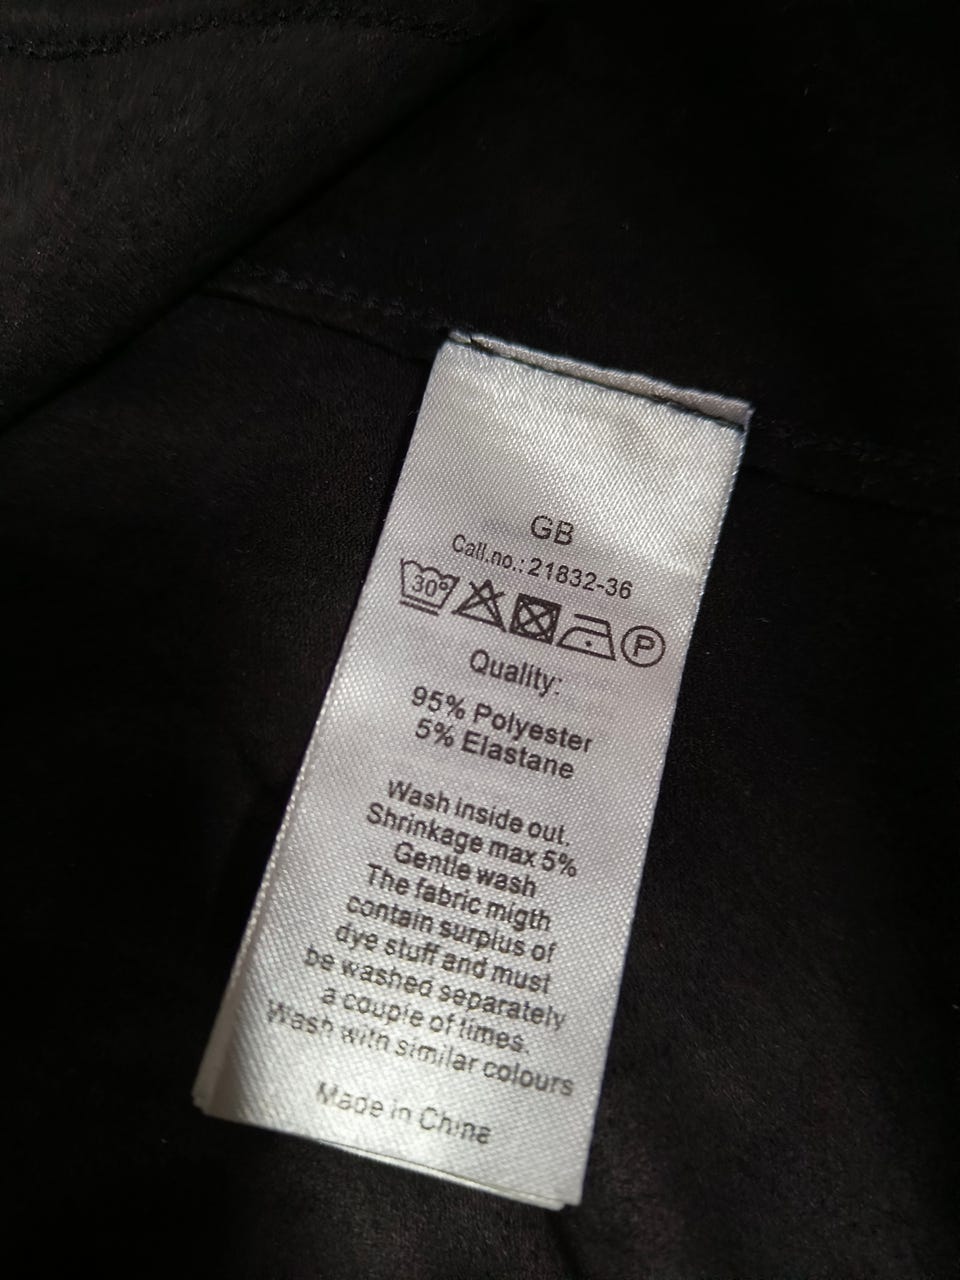 GB
Call.no.: 21832-36
30°
P
Quality:
95% Polyester
5% Elastane
Wash inside out.
Shrinkage max 5%
Gentle wash
The fabric migth
contain surplus of
dye stuff and must
be washed separately
a couple of times.
Wash with similar colours
Made in China